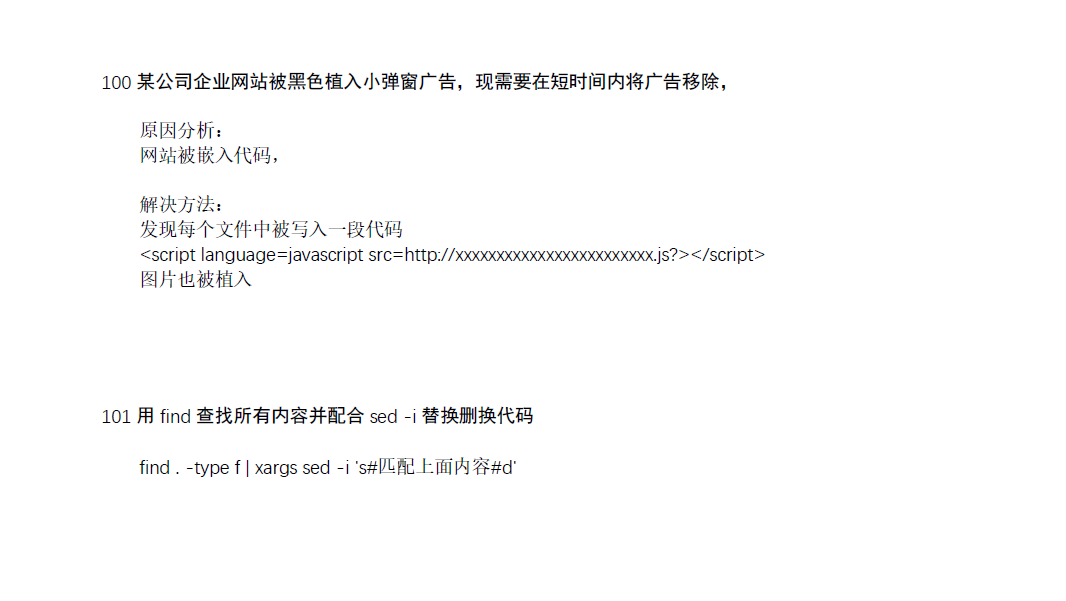 100 某公司企业网站被黑色植入小弹窗广告，现需要在短时间内将广告移除，
原因分析：
网站被嵌入代码，
解决方法：
发现每个文件中被写入一段代码
<script language=javascript src=http://xxxxxxxxxxxxxxxxxxxxxxxx.js?></script>
图片也被植入
101 用 find 查找所有内容并配合 sed -i 替换删换代码
find . -type f | xargs sed -i 's#匹配上面内容#d'